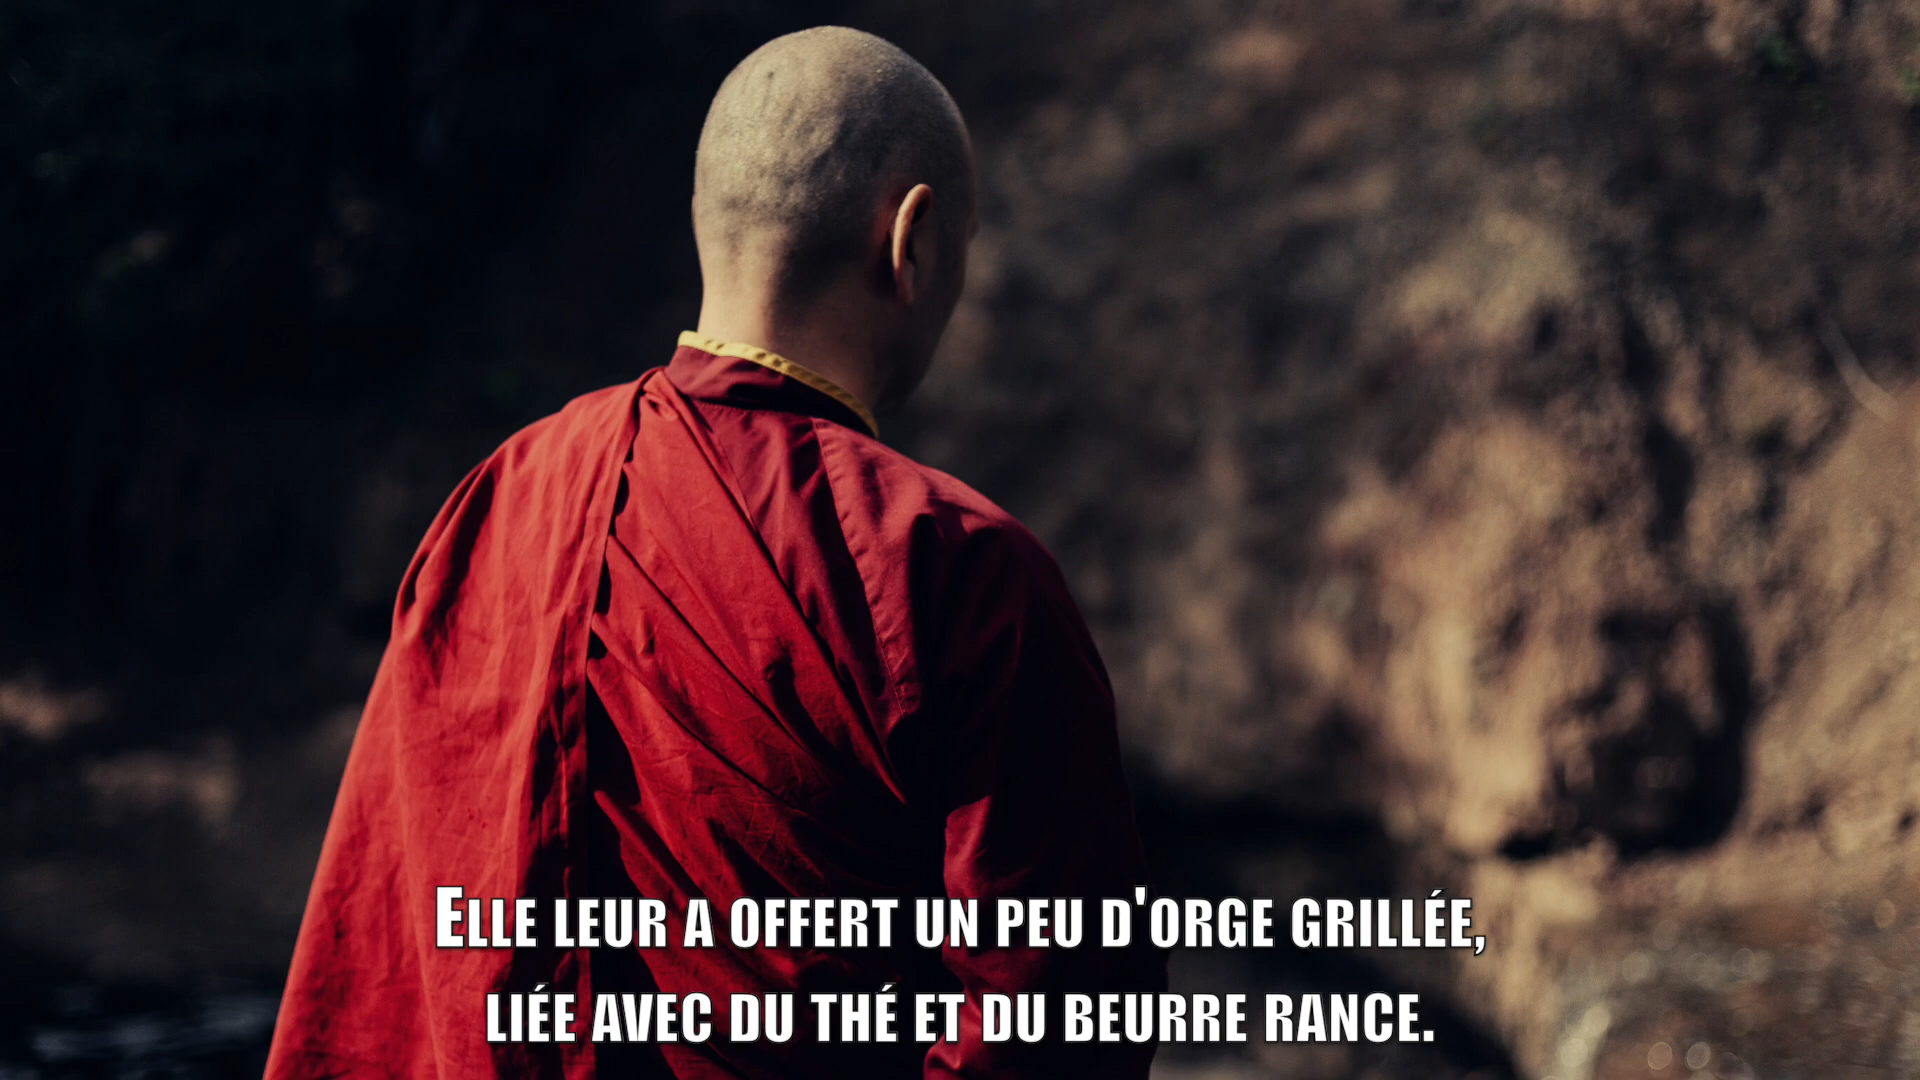 Elle leur a offert un peu d'orge grillée,
liée avec du thé et du beurre rance.